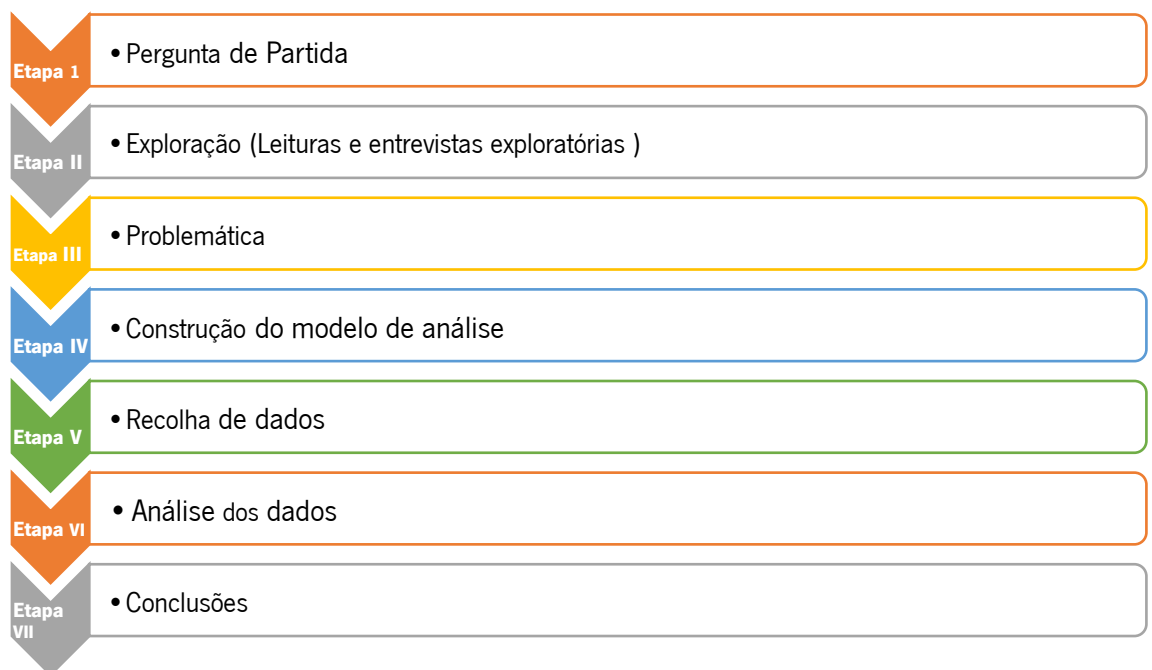 Etapa 1
• Pergunta de Partida
Etapa II
• Exploração (Leituras e entrevistas exploratórias )
Etapa III
• Problemática
Etapa IV
• Construção do modelo de análise
Etapa V
• Recolha de dados
Etapa VI
• Análise dos dados
Etapa
VII
• Conclusões